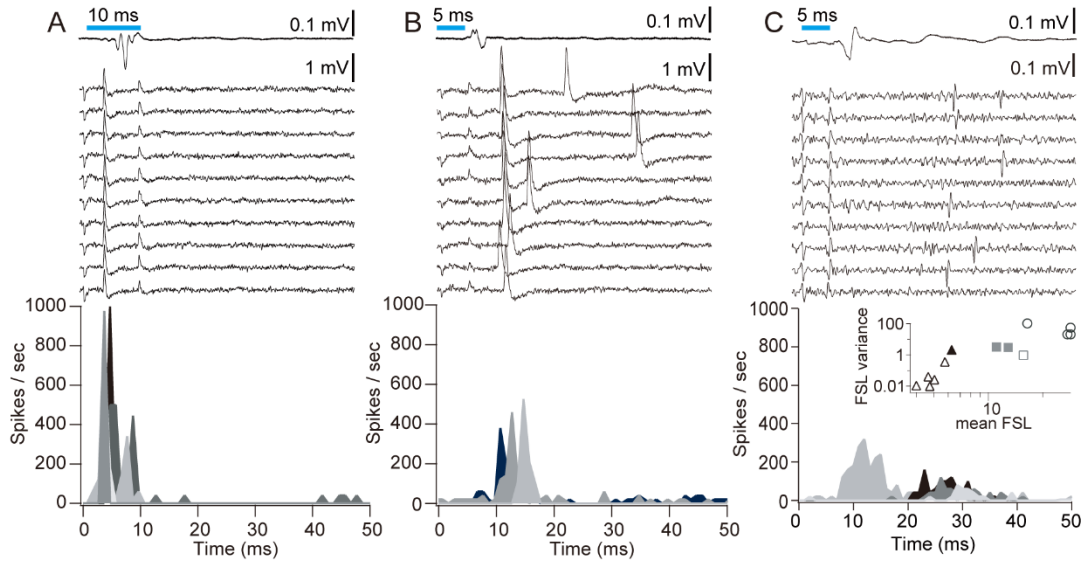 A
10 ms
0.1 mV
1 mV
1000
800
600
400
200
0
Spikes / sec
0 10 20 30 40 50
Time (ms)
B
5 ms
0.1 mV
1 mV
1000
800
600
400
200
0
Spikes / sec
0 10 20 30 40 50
Time (ms)
C
5 ms
0.1 mV
0.1 mV
1000
800
600
400
200
0
Spikes / sec
0 10 20 30 40 50
Time (ms)
FSL variance
100
1
0.01
10
mean FSL